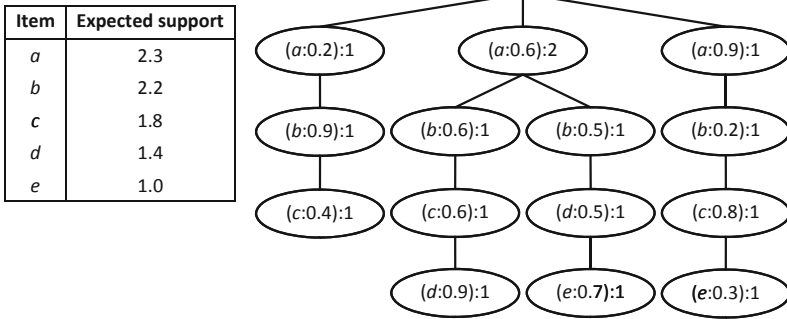 Item Expected support
a 2.3
b 2.2
c 1.8
d 1.4
e 1.0
(a:0.2):1 (a:0.6):2 (a:0.9):1
(b:0.9):1 (b:0.6):1 (b:0.5):1 (b:0.2):1
(c:0.4):1 (c:0.6):1 (d:0.5):1 (c:0.8):1
(d:0.9):1 (e:0.7):1 (e:0.3):1